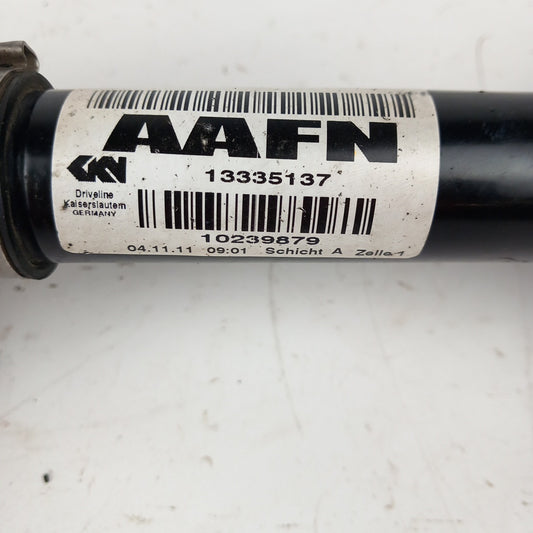 AAFN
13335137
GKN
Driveline
Kaiserslautern
GERMANY
10239879
04.11.11 09:01 Schicht A Zelle 1